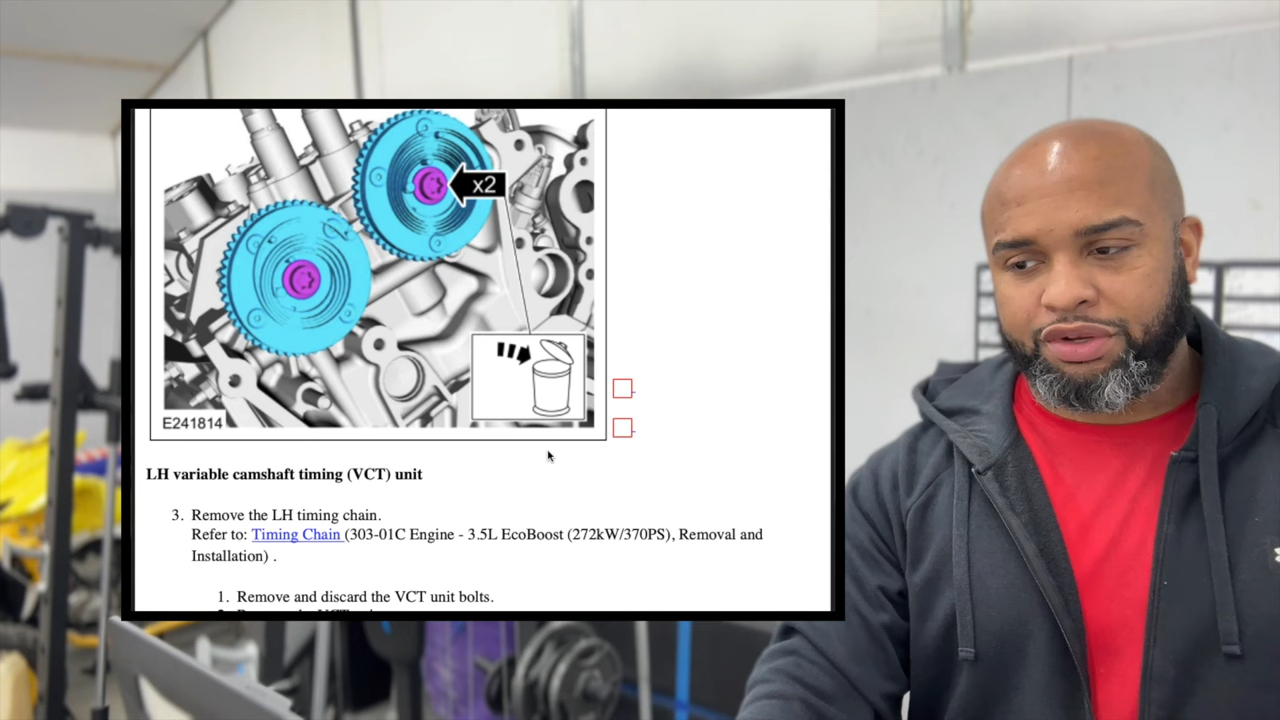 x2
E241814
LH variable camshaft timing (VCT) unit
3. Remove the LH timing chain.
Refer to: Timing Chain (303-01C Engine - 3.5L EcoBoost (272kW/370PS), Removal and
Installation) .
1. Remove and discard the VCT unit bolts.